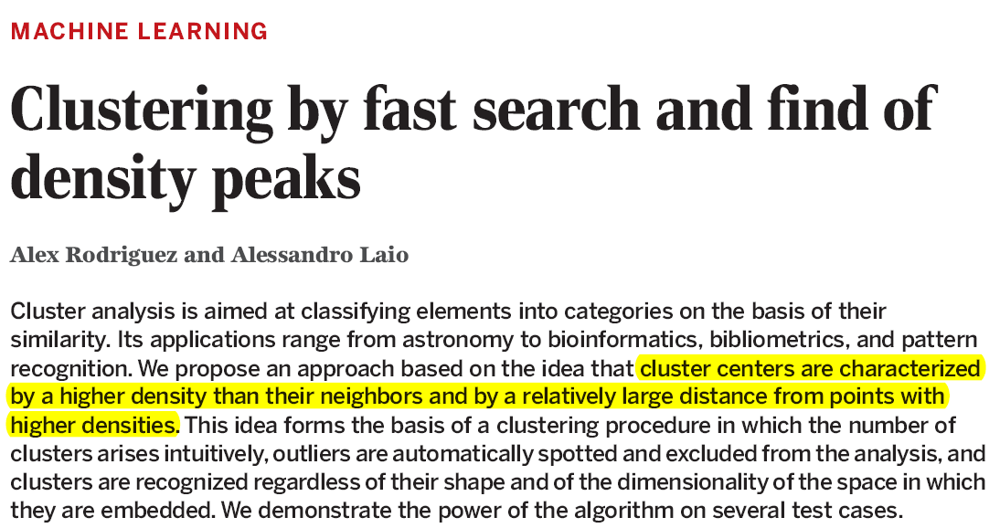 MACHINE LEARNING
Clustering by fast search and find of
density peaks
Alex Rodriguez and Alessandro Laio
Cluster analysis is aimed at classifying elements into categories on the basis of their
similarity. Its applications range from astronomy to bioinformatics, bibliometrics, and pattern
recognition. We propose an approach based on the idea that cluster centers are characterized
by a higher density than their neighbors and by a relatively large distance from points with
higher densities. This idea forms the basis of a clustering procedure in which the number of
clusters arises intuitively, outliers are automatically spotted and excluded from the analysis, and
clusters are recognized regardless of their shape and of the dimensionality of the space in which
they are embedded. We demonstrate the power of the algorithm on several test cases.